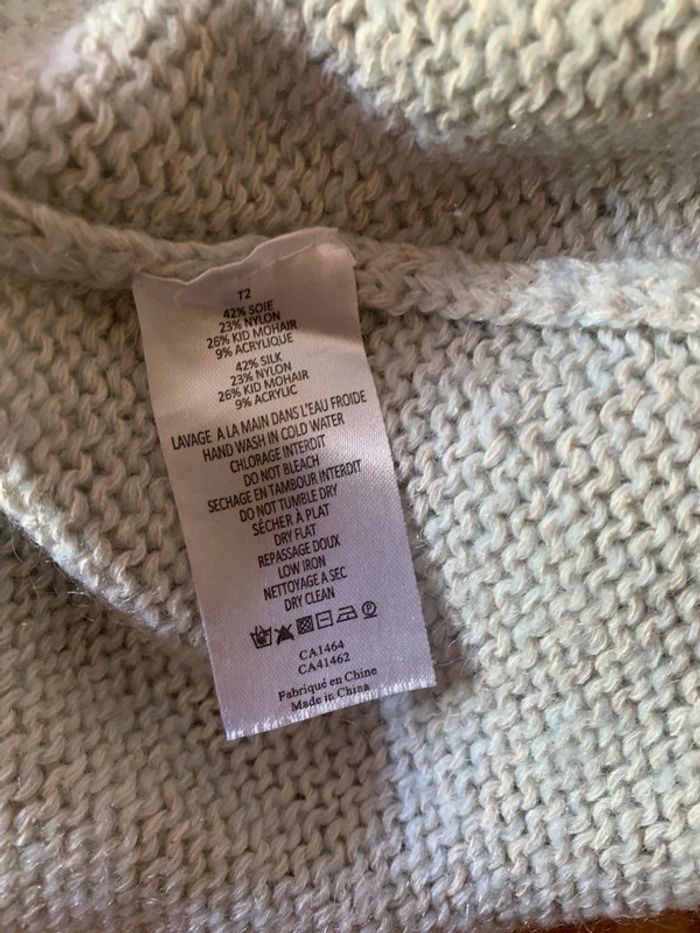 T2
42% SOIE
23% NYLON
26% KID MOHAIR
9% ACRYLIQUE
42% SILK
23% NYLON
26% KID MOHAIR
9% ACRYLIC
LAVAGE A LA MAIN DANS L'EAU FROIDE
HAND WASH IN COLD WATER
CHLORAGE INTERDIT
DO NOT BLEACH
SECHAGE EN TAMBOUR INTERDIT
DO NOT TUMBLE DRY
SÉCHER À PLAT
DRY FLAT
REPASSAGE DOUX
LOW IRON
NETTOYAGE A SEC
DRY CLEAN
CA1464
CA41462
Fabriqué en Chine
Made in China